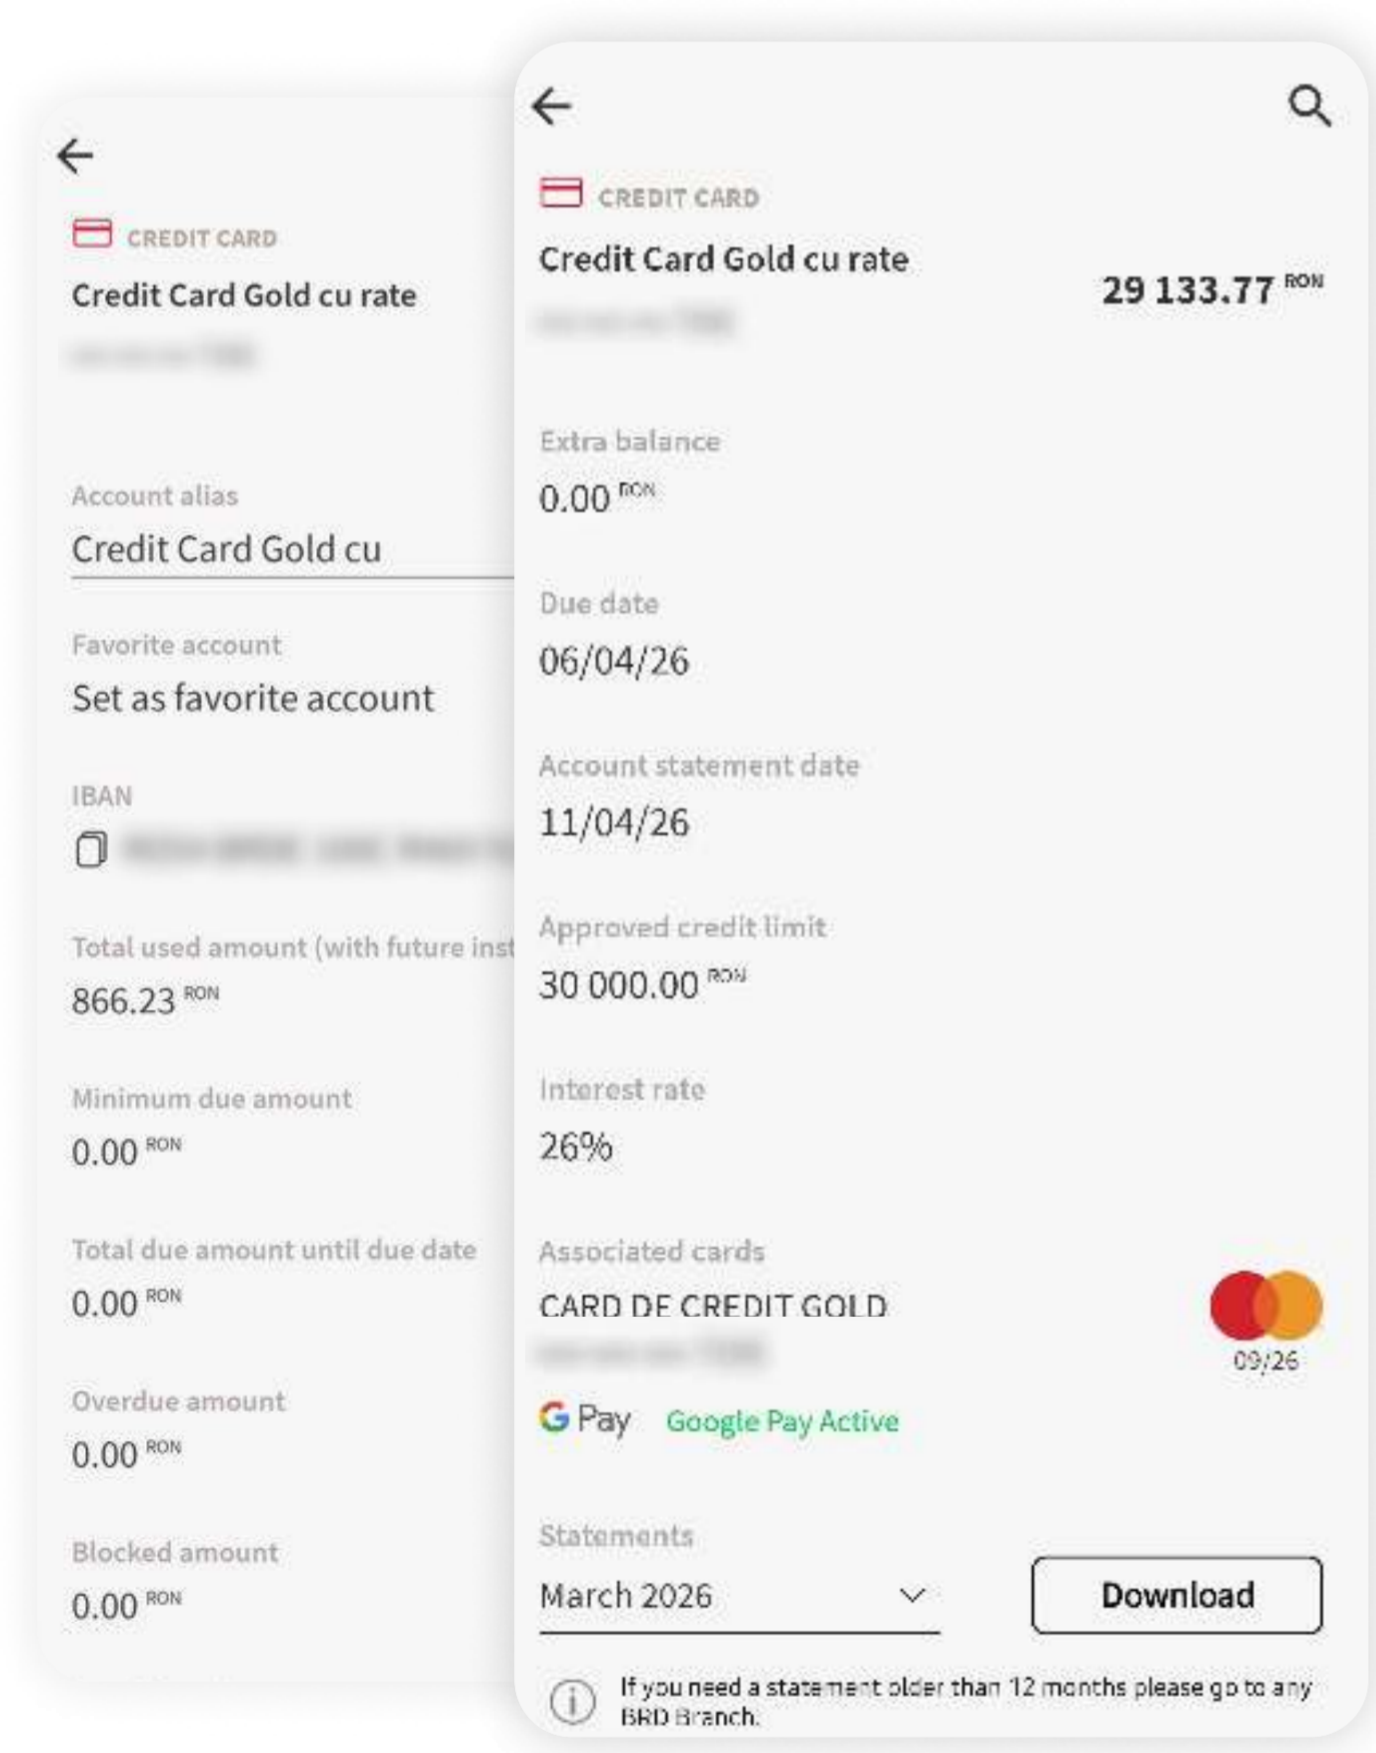 CREDIT CARD
Credit Card Gold cu rate
Account alias
Credit Card Gold cu
Favorite account
Set as favorite account
IBAN
Total used amount (with future inst
866.23 RON
Minimum due amount
0.00 RON
Total due amount until due date
0.00 RON
Overdue amount
0.00 RON
Blocked amount
0.00 RON
CREDIT CARD
Credit Card Gold cu rate
29 133.77 RON
Extra balance
0.00 RON
Due date
06/04/26
Account statement date
11/04/26
Approved credit limit
30 000.00 RON
Interest rate
26%
Associated cards
CARD DE CREDIT GOLD
09/26
G Pay Google Pay Active
Statements
March 2026
Download
If you need a statement older than 12 months please go to any
BRD Branch.